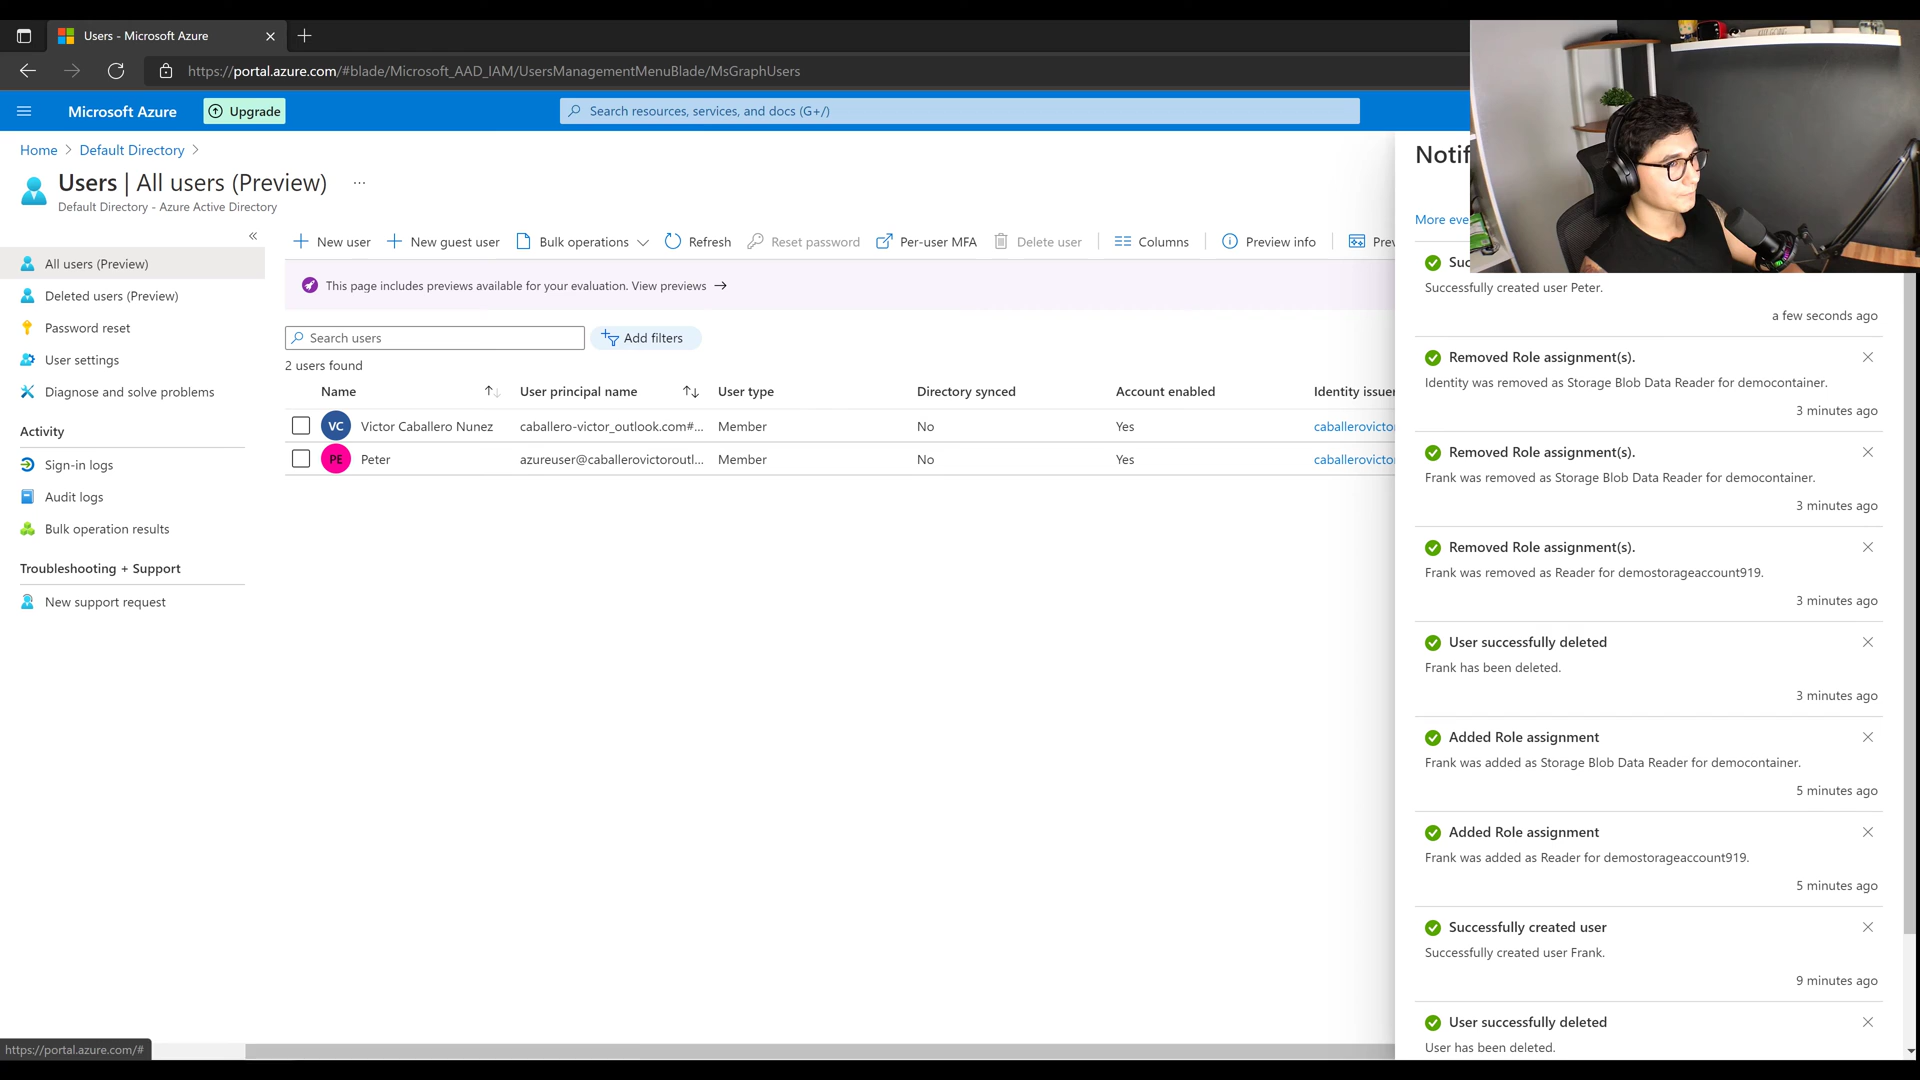 Users - Microsoft Azure
https://portal.azure.com/#blade/Microsoft_AAD_IAM/UsersManagementMenuBlade/MsGraphUsers
Microsoft Azure
Upgrade
Search resources, services, and docs (G+/)
Home > Default Directory >
Users | All users (Preview) ...
Default Directory - Azure Active Directory
«
All users (Preview)
Deleted users (Preview)
Password reset
User settings
Diagnose and solve problems
Activity
Sign-in logs
Audit logs
Bulk operation results
Troubleshooting + Support
New support request
New user New guest user Bulk operations Refresh Reset password Per-user MFA Delete user Columns Preview info Prev
This page includes previews available for your evaluation. View previews →
Search users
Add filters
2 users found
Name User principal name User type Directory synced Account enabled Identity issuer
VC Victor Caballero Nunez caballero-victor_outlook.com#... Member No Yes caballerovictor
PE Peter azureuser@caballerovictoroutl... Member No Yes caballerovictor
Notif
More eve
Suc
Successfully created user Peter.
a few seconds ago
Removed Role assignment(s).
Identity was removed as Storage Blob Data Reader for democontainer.
3 minutes ago
Removed Role assignment(s).
Frank was removed as Storage Blob Data Reader for democontainer.
3 minutes ago
Removed Role assignment(s).
Frank was removed as Reader for demostorageaccount919.
3 minutes ago
User successfully deleted
Frank has been deleted.
3 minutes ago
Added Role assignment
Frank was added as Storage Blob Data Reader for democontainer.
5 minutes ago
Added Role assignment
Frank was added as Reader for demostorageaccount919.
5 minutes ago
Successfully created user
Successfully created user Frank.
9 minutes ago
User successfully deleted
User has been deleted.
https://portal.azure.com/#